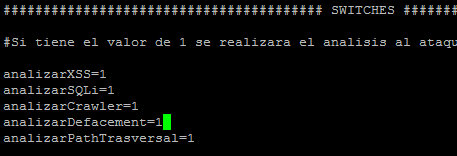 ####################################### SWITCHES #######
#Si tiene el valor de 1 se realizara el analisis al ataqu
analizarXSS=1
analizarSQLi=1
analizarCrawler=1
analizarDefacement=1
analizarPathTrasversal=1